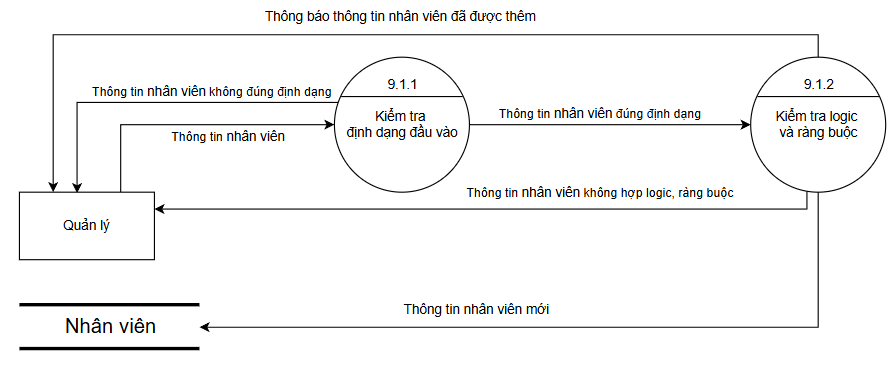 Thông báo thông tin nhân viên đã được thêm
9.1.1
9.1.2
Thông tin nhân viên không đúng định dạng
Kiểm tra
định dạng đầu vào
Thông tin nhân viên đúng định dạng
Kiểm tra logic
và ràng buộc
Thông tin nhân viên
Thông tin nhân viên không hợp logic, ràng buộc
Quản lý
Thông tin nhân viên mới
Nhân viên